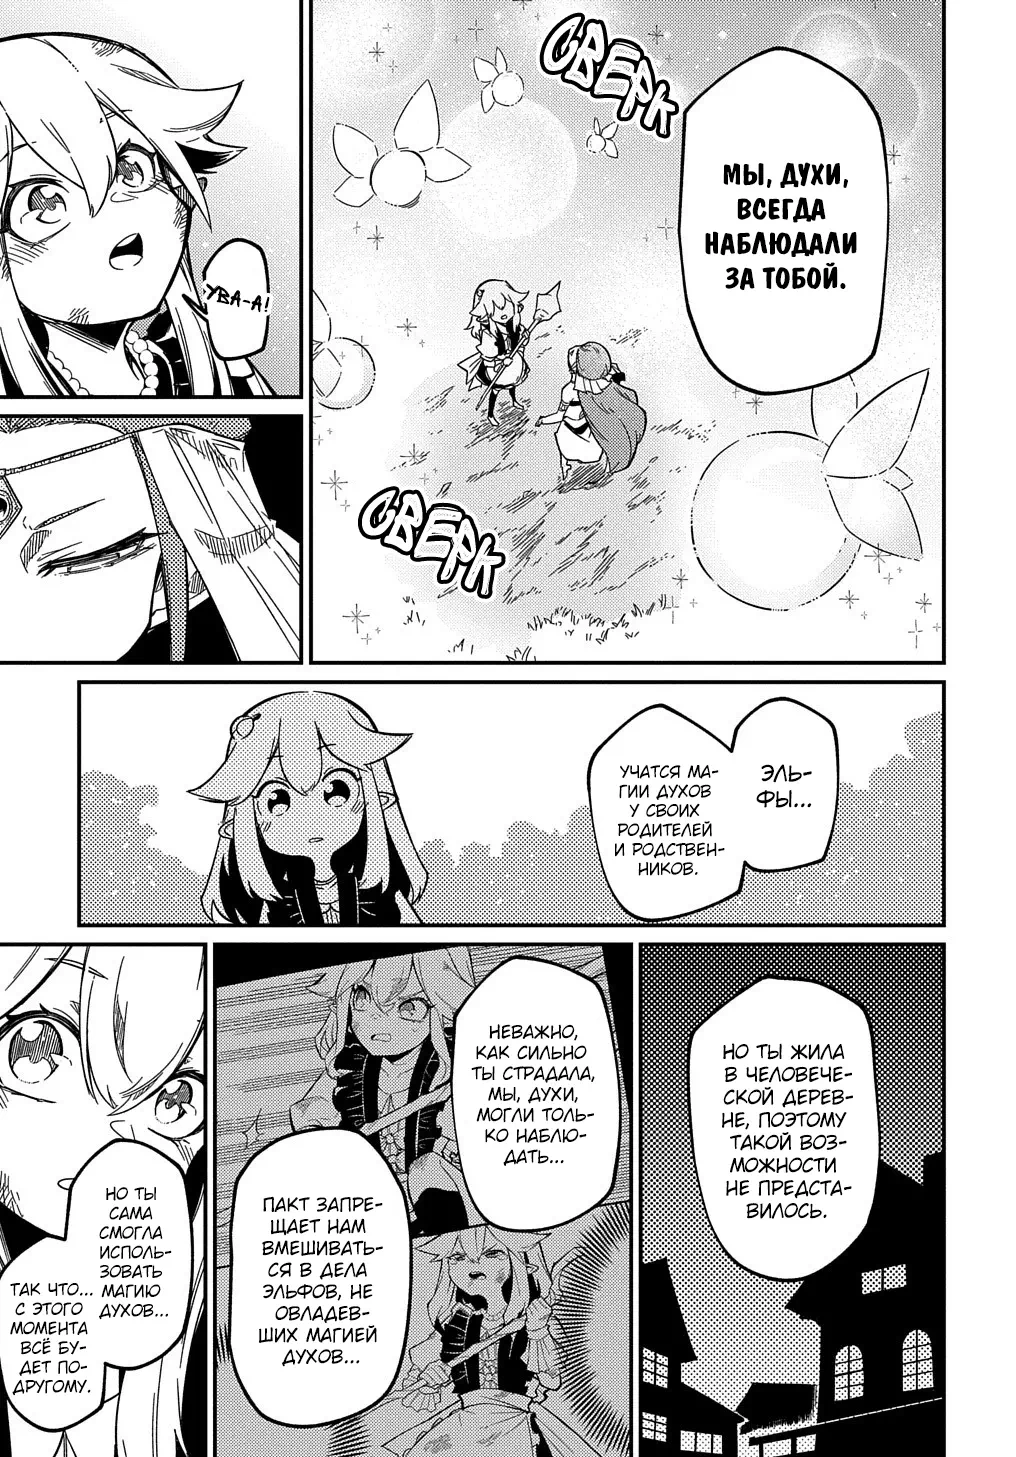 СВЕРК
МЫ, ДУХИ,
ВСЕГДА
НАБЛЮДАЛИ
ЗА ТОБОЙ.
СВЕРК
УВА-А!
ЭЛЬ-
ФЫ...
УЧАТСЯ МА-
ГИИ ДУХОВ
У СВОИХ
РОДИТЕЛЕЙ
И РОДСТВЕН-
НИКОВ.
НО ТЫ ЖИЛА
В ЧЕЛОВЕЧЕ-
СКОЙ ДЕРЕВ-
НЕ, ПОЭТОМУ
ТАКОЙ ВОЗ-
МОЖНОСТИ
НЕ ПРЕДСТА-
ВИЛОСЬ.
НЕВАЖНО,
КАК СИЛЬНО
ТЫ СТРАДАЛА,
МЫ, ДУХИ,
МОГЛИ ТОЛЬ-
КО НАБЛЮ-
ДАТЬ...
ПАКТ ЗАПРЕ-
ЩАЕТ НАМ
ВМЕШИВАТЬ-
СЯ В ДЕЛА
ЭЛЬФОВ, НЕ
ОВЛАДЕВ-
ШИХ МАГИЕЙ
ДУХОВ...
НО ТЫ
САМА
СМОГЛА
ИСПОЛЬ-
ЗОВАТЬ
МАГИЮ
ДУХОВ...
ТАК ЧТО...
С ЭТОГО
МОМЕНТА
ВСЁ БУ-
ДЕТ ПО-
ДРУГОМУ.